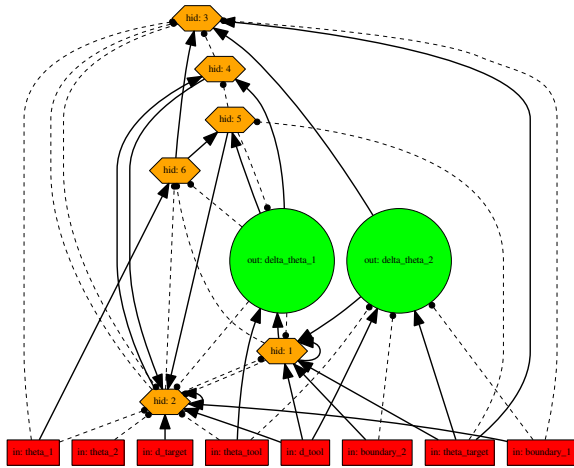 hid: 3
hid: 4
hid: 5
hid: 6
out: delta_theta_1
out: delta_theta_2
hid: 1
hid: 2
in: theta_1
in: theta_2
in: d_target
in: theta_tool
in: d_tool
in: boundary_2
in: theta_target
in: boundary_1